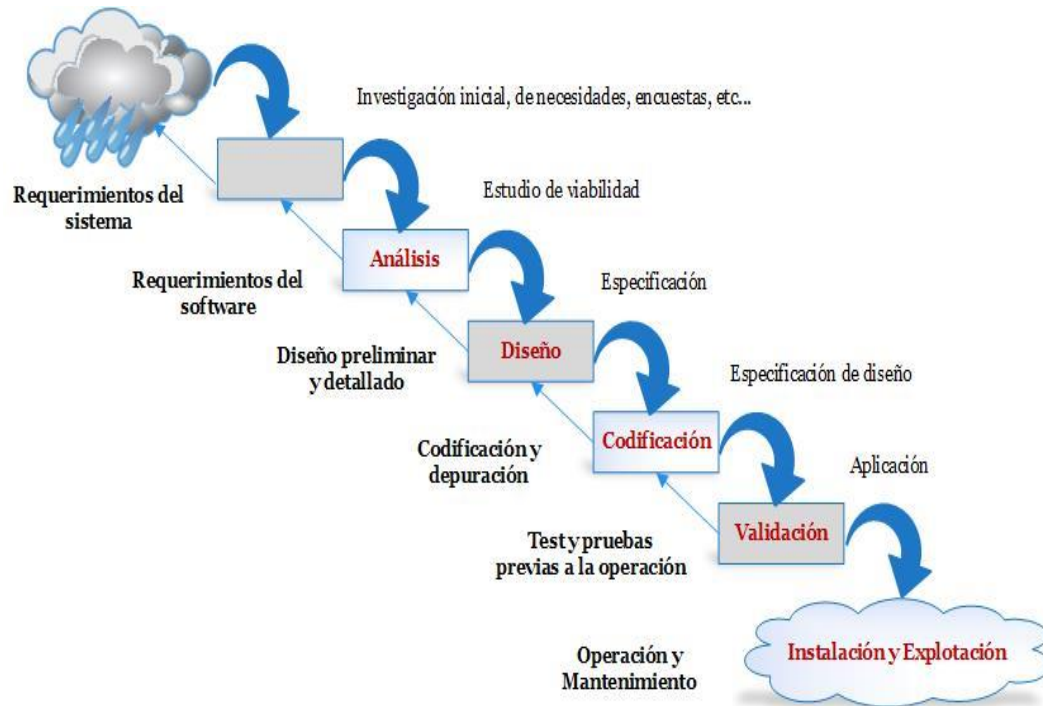 Investigación inicial, de necesidades, encuestas, etc...
Requerimientos del
sistema
Estudio de viabilidad
Análisis
Requerimientos del
software
Especificación
Diseño
Diseño preliminar
y detallado
Especificación de diseño
Codificación
Codificación y
depuración
Aplicación
Validación
Test y pruebas
previas a la operación
Instalación y Explotación
Operación y
Mantenimiento